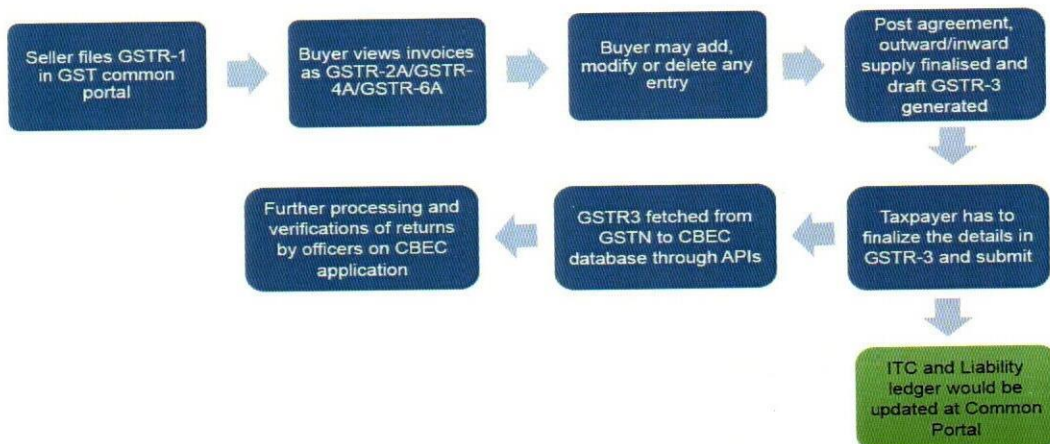 Seller files GSTR-1
in GST common
portal
Buyer views invoices
as GSTR-2A/GSTR-
4A/GSTR-6A
Buyer may add,
modify or delete any
entry
Post agreement,
outward/inward
supply finalised and
draft GSTR-3
generated
Taxpayer has to
finalize the details in
GSTR-3 and submit
GSTR3 fetched from
GSTN to CBEC
database through APIs
Further processing and
verifications of returns
by officers on CBEC
application
ITC and Liability
ledger would be
updated at Common
Portal